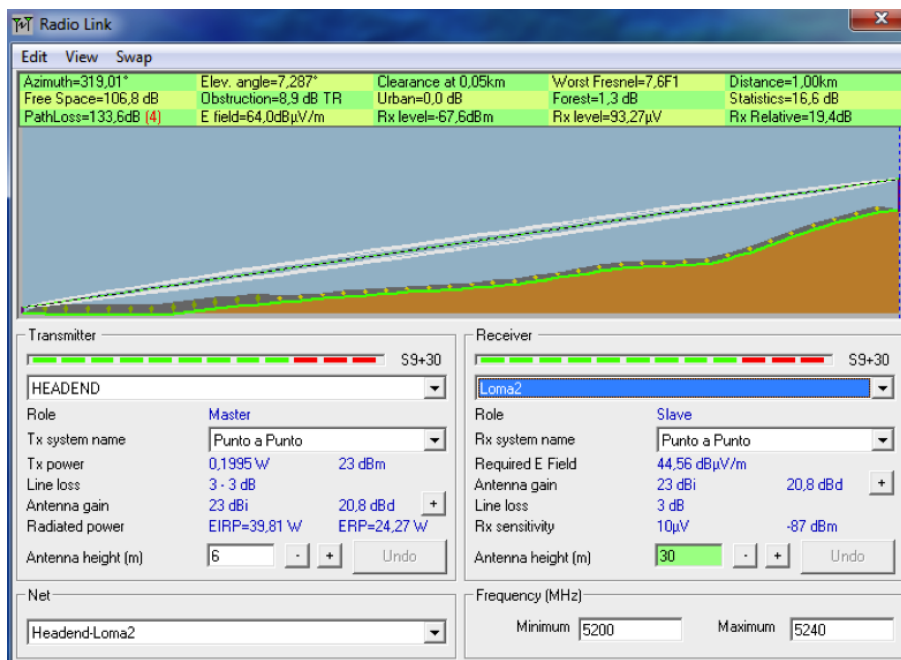 Radio Link
Edit View Swap
Azimuth=319,01° Elev. angle=7,287° Clearance at 0,05km Worst Fresnel=7,6F1 Distance=1,00km
Free Space=106,8 dB Obstruction=8,9 dB TR Urban=0,0 dB Forest=1,3 dB Statistics=16,6 dB
PathLoss=133,6dB (4) E field=64,0dBµV/m Rx level=-67,6dBm Rx level=93,27µV Rx Relative=19,4dB
Transmitter
S9+30
HEADEND
Role Master
Tx system name Punto a Punto
Tx power 0,1995 W 23 dBm
Line loss 3 - 3 dB
Antenna gain 23 dBi 20,8 dBd +
Radiated power EIRP=39,81 W ERP=24,27 W
Antenna height (m) 6 - + Undo
Net
Headend-Loma2
Receiver
S9+30
Loma2
Role Slave
Rx system name Punto a Punto
Required E Field 44,56 dBµV/m
Antenna gain 23 dBi 20,8 dBd +
Line loss 3 dB
Rx sensitivity 10µV -87 dBm
Antenna height (m) 30 - + Undo
Frequency (MHz)
Minimum 5200 Maximum 5240